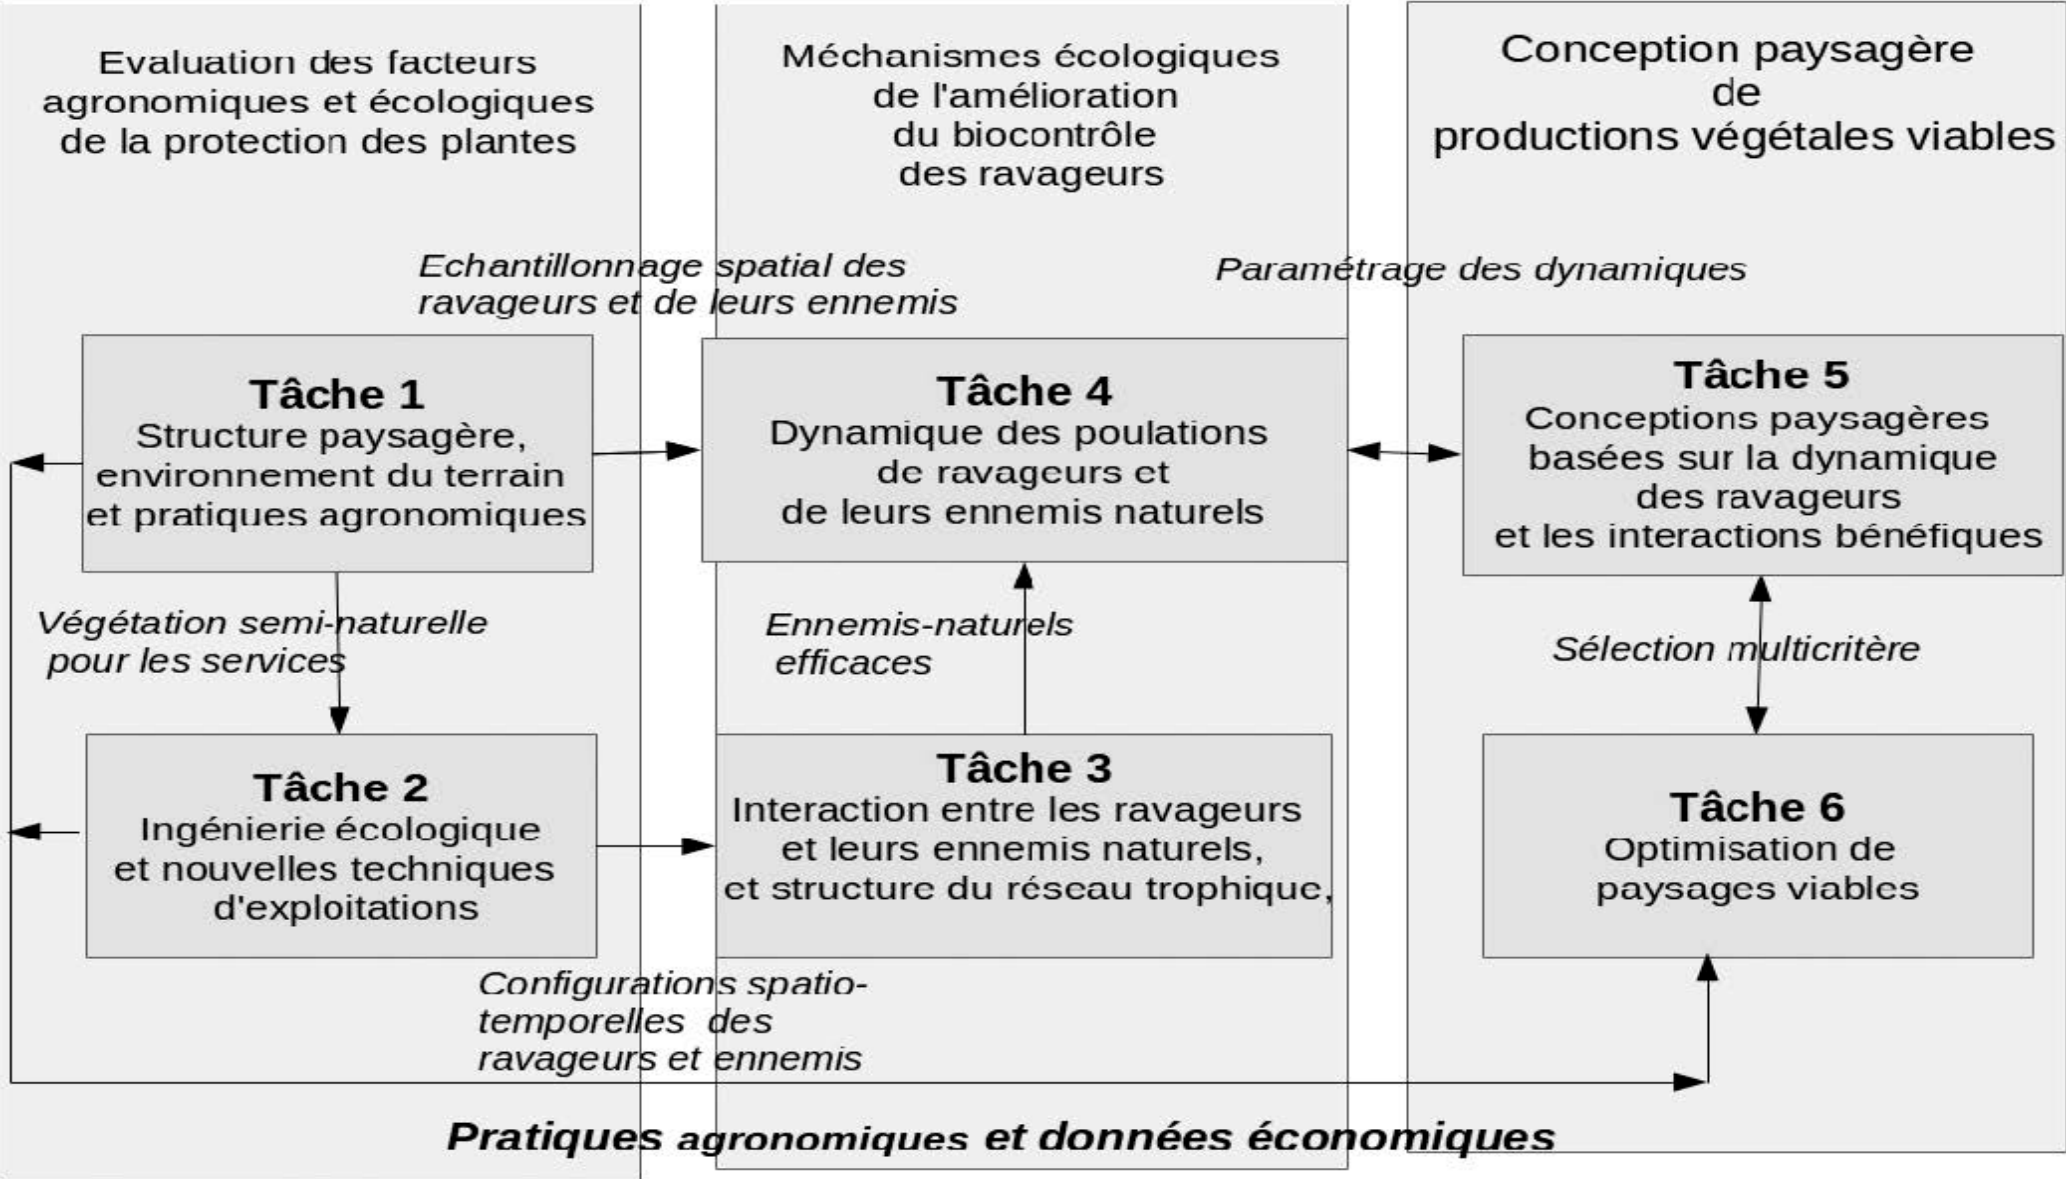 Evaluation des facteurs
agronomiques et écologiques
de la protection des plantes
Méchanismes écologiques
de l'amélioration
du biocontrôle
des ravageurs
Conception paysagère
de
productions végétales viables
Echantillonnage spatial des
ravageurs et de leurs ennemis
Paramétrage des dynamiques
Tâche 1
Structure paysagère,
environnement du terrain
et pratiques agronomiques
Tâche 4
Dynamique des poulations
de ravageurs et
de leurs ennemis naturels
Tâche 5
Conceptions paysagères
basées sur la dynamique
des ravageurs
et les interactions bénéfiques
Végétation semi-naturelle
pour les services
Ennemis-naturels
efficaces
Sélection multicritère
Tâche 2
Ingénierie écologique
et nouvelles techniques
d'exploitations
Tâche 3
Interaction entre les ravageurs
et leurs ennemis naturels,
et structure du réseau trophique,
Tâche 6
Optimisation de
paysages viables
Configurations spatio-
temporelles des
ravageurs et ennemis
Pratiques agronomiques et données économiques